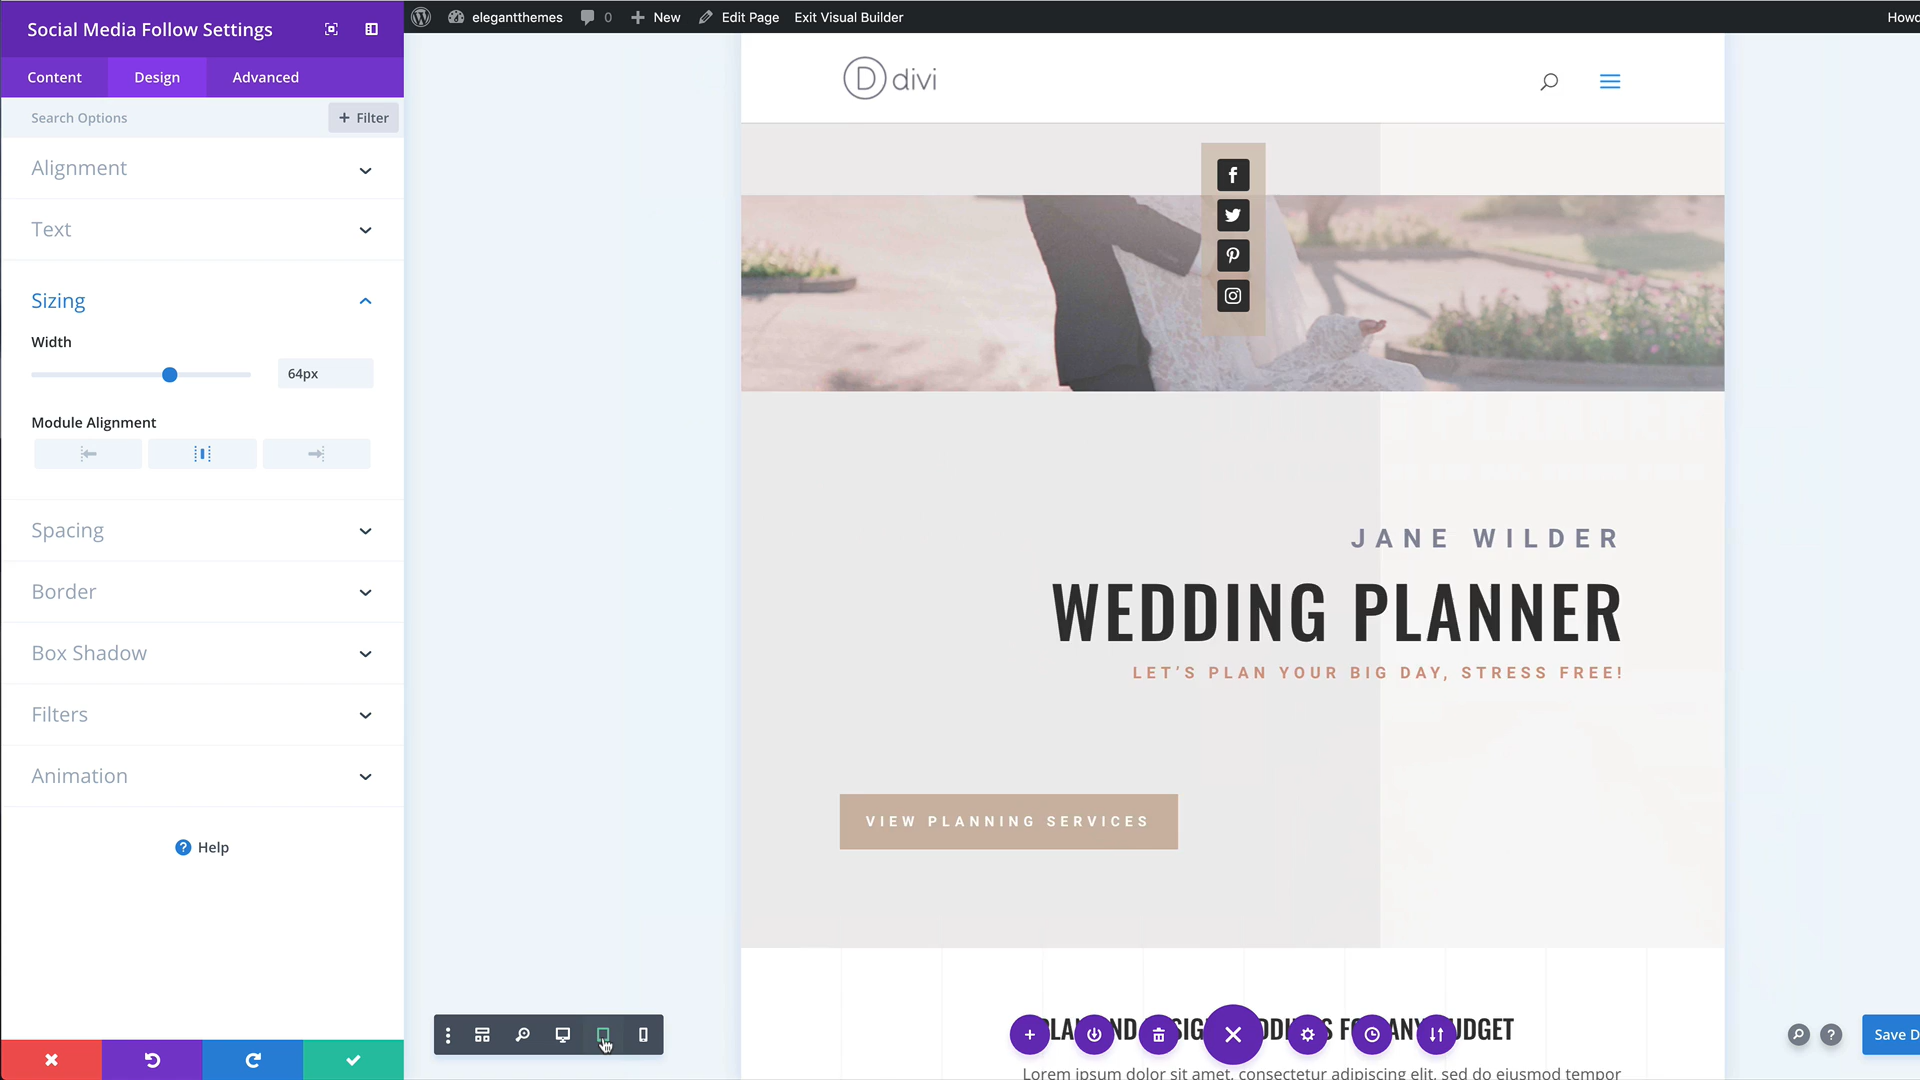 Social Media Follow Settings
Content
Design
Advanced
Search Options
+ Filter
Alignment
Text
Sizing
Width
64px
Module Alignment
Spacing
Border
Box Shadow
Filters
Animation
? Help
elegantthemes
0
New
Edit Page
Exit Visual Builder
Howd
D divi
JANE WILDER
WEDDING PLANNER
LET'S PLAN YOUR BIG DAY, STRESS FREE!
VIEW PLANNING SERVICES
ANY
Lorem ipsum dolor sit amet, consectetur adipiscing elit, sed do eiusmod tempor
?
Save D